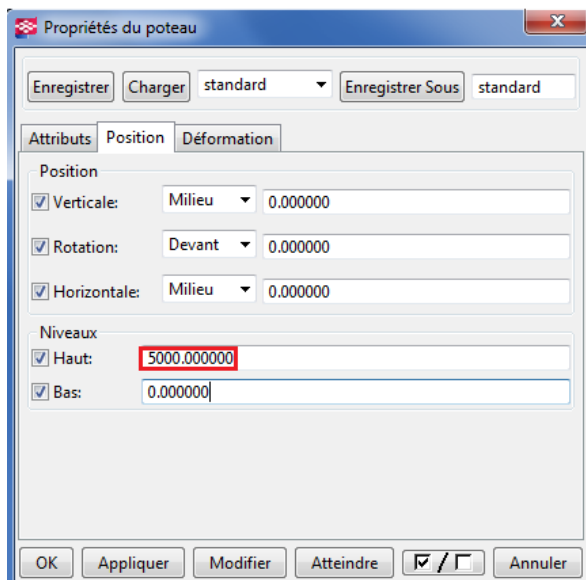 Propriétés du poteau
Enregistrer Charger standard Enregistrer Sous standard
Attributs Position Déformation
Position
Verticale: Milieu 0.000000
Rotation: Devant 0.000000
Horizontale: Milieu 0.000000
Niveaux
Haut: 5000.000000
Bas: 0.000000
OK Appliquer Modifier Atteindre / Annuler